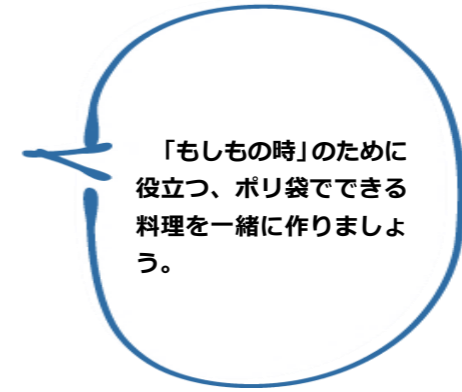 「もしもの時」のために
役立つ、ポリ袋でできる
料理を一緒に作りましょ
う。